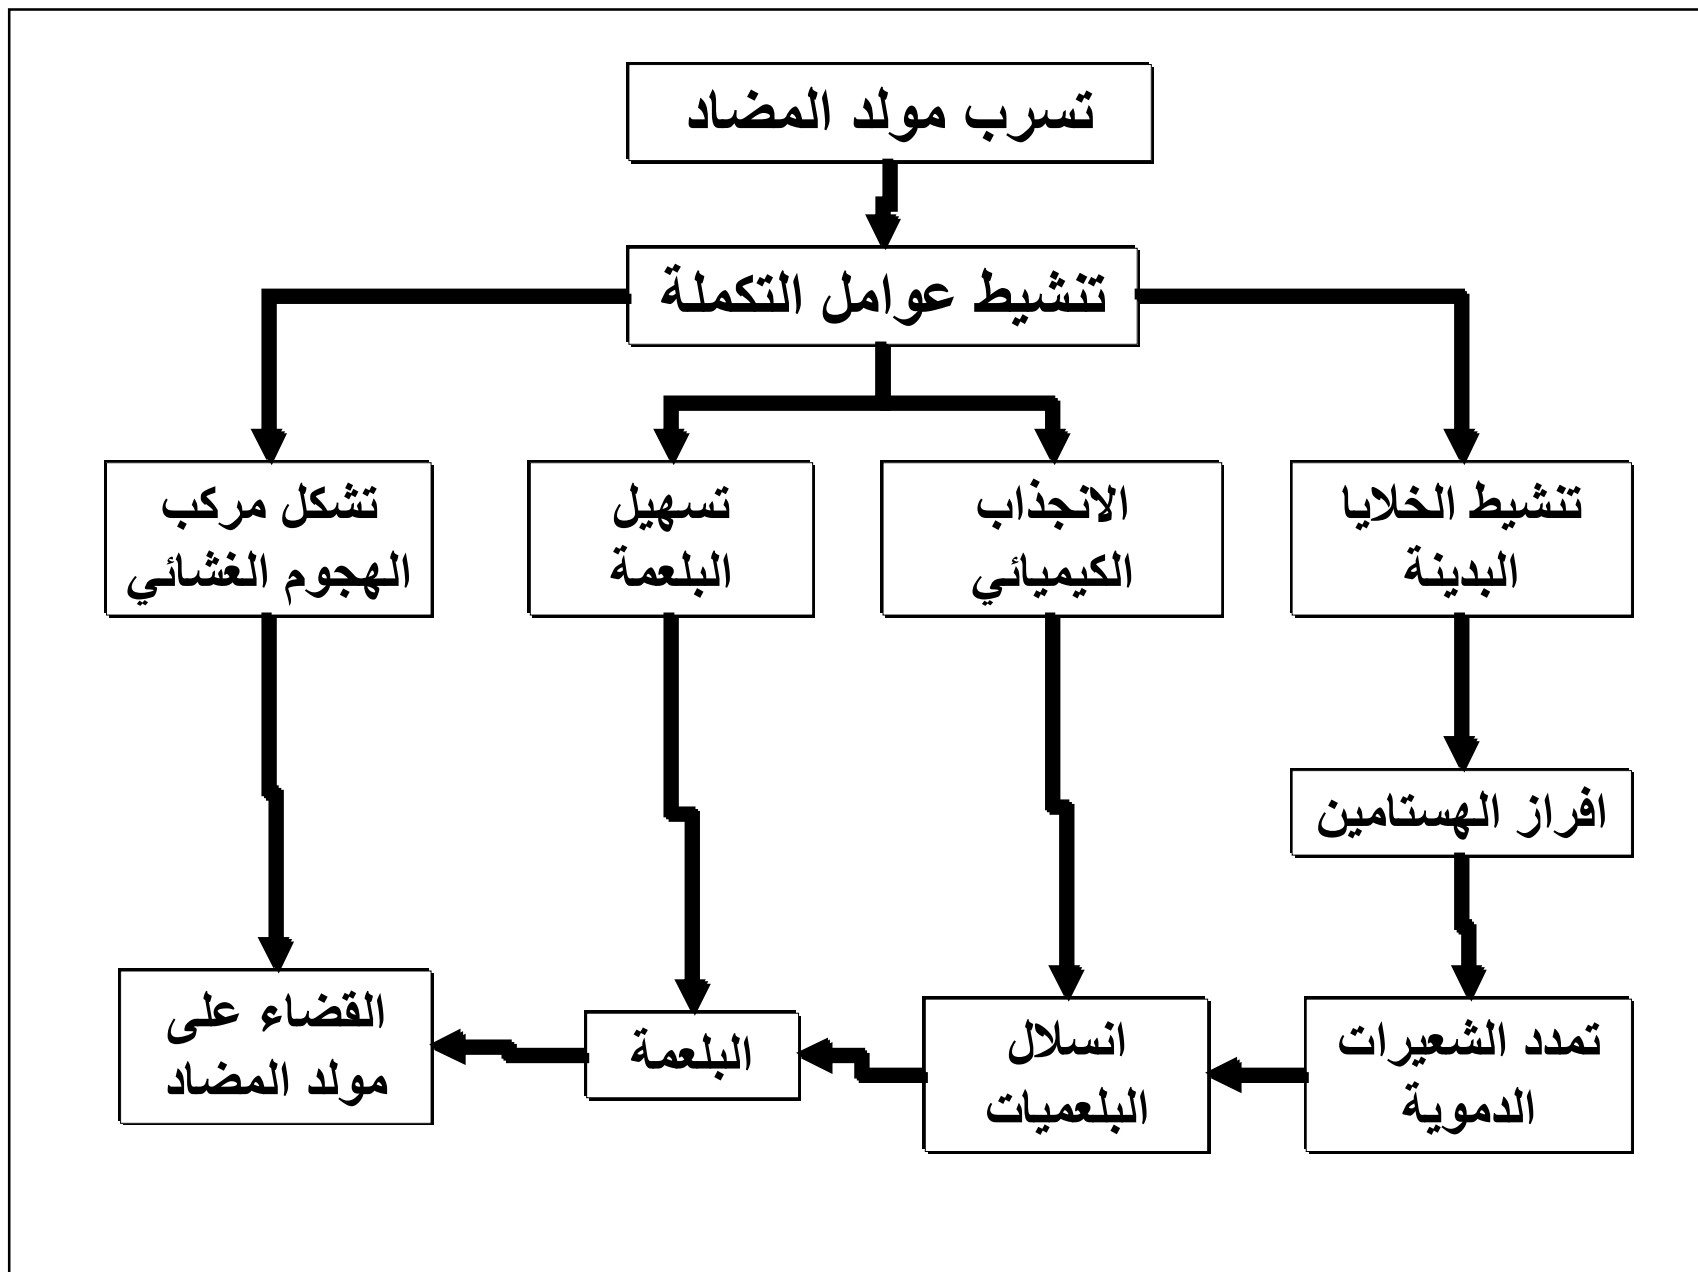 تسرب مولد المضاد
تنشيط عوامل التكملة
تنشيط الخلايا
البدينة
الانجذاب
الكيميائي
تسهيل
البلعمة
تشكل مركب
الهجوم الغشائي
افراز الهستامين
تمدد الشعيرات
الدموية
انسلال
البلعميات
البلعمة
القضاء على
مولد المضاد